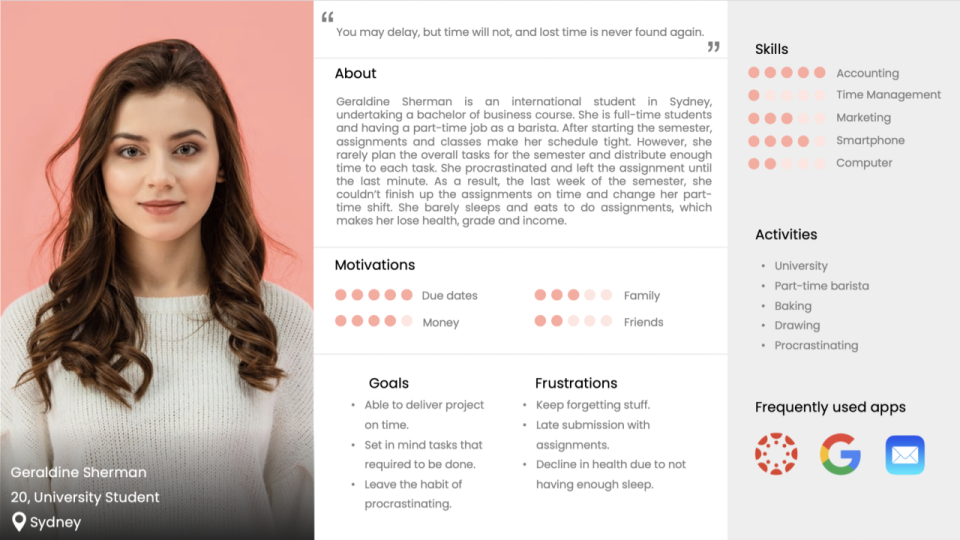 “
You may delay, but time will not, and lost time is never found again.
”
About
Geraldine Sherman is an international student in Sydney,
undertaking a bachelor of business course. She is full-time students
and having a part-time job as a barista. After starting the semester,
assignments and classes make her schedule tight. However, she
rarely plan the overall tasks for the semester and distribute enough
time to each task. She procrastinated and left the assignment until
the last minute. As a result, the last week of the semester, she
couldn’t finish up the assignments on time and change her part-
time shift. She barely sleeps and eats to do assignments, which
makes her lose health, grade and income.
Motivations
Due dates
Family
Money
Friends
Goals
• Able to deliver project
on time.
• Set in mind tasks that
required to be done.
• Leave the habit of
procrastinating.
Frustrations
• Keep forgetting stuff.
• Late submission with
assignments.
• Decline in health due to not
having enough sleep.
Skills
Accounting
Time Management
Marketing
Smartphone
Computer
Activities
• University
• Part-time barista
• Baking
• Drawing
• Procrastinating
Frequently used apps
G
Geraldine Sherman
20, University Student
Sydney